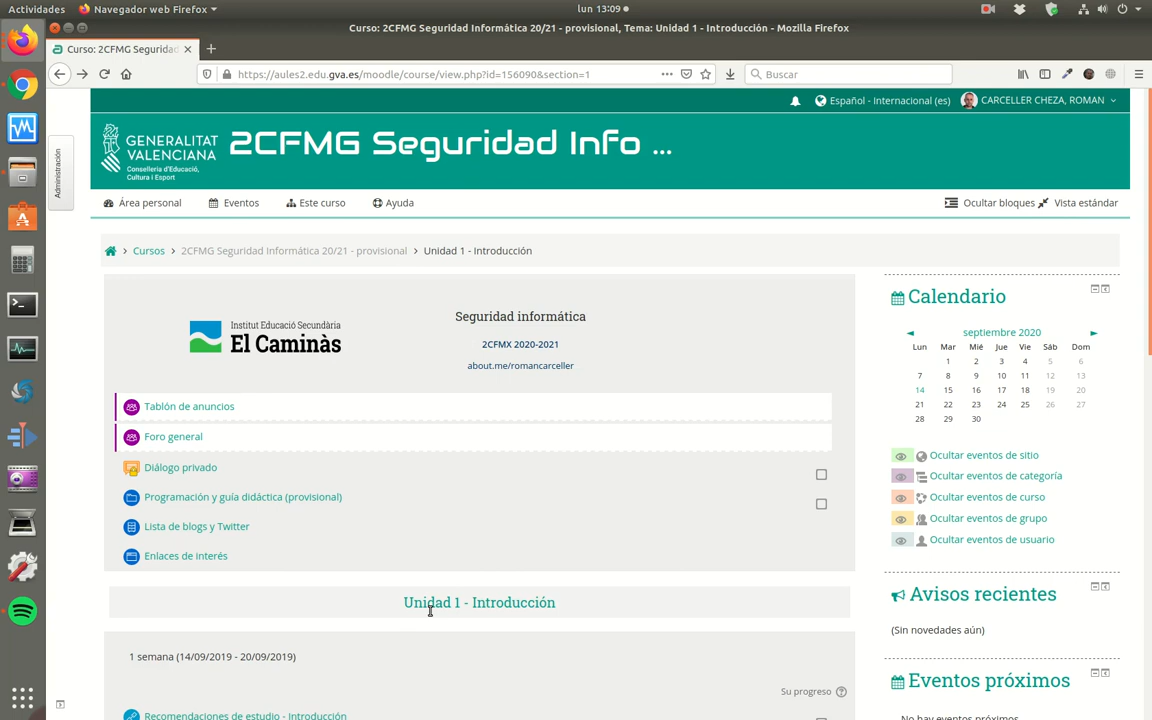 Actividades Navegador web Firefox lun 13:09
Curso: 2CFMG Seguridad Informática 20/21 - provisional, Tema: Unidad 1 - Introducción - Mozilla Firefox
Curso: 2CFMG Seguridad
https://aules2.edu.gva.es/moodle/course/view.php?id=156090&section=1
Buscar
Español - Internacional (es) CARCELLER CHEZA, ROMAN
GENERALITAT
VALENCIANA
Conselleria d'Educació,
Cultura i Esport
2CFMG Seguridad Info ...
Administración
Área personal Eventos Este curso Ayuda Ocultar bloques Vista estándar
Cursos > 2CFMG Seguridad Informática 20/21 - provisional > Unidad 1 - Introducción
Institut Educació Secundària
El Caminàs
Seguridad informática
2CFMX 2020-2021
about.me/romancarceller
Tablón de anuncios
Foro general
Diálogo privado
Programación y guía didáctica (provisional)
Lista de blogs y Twitter
Enlaces de interés
Unidad 1 - Introducción
1 semana (14/09/2019 - 20/09/2019)
Su progreso
Recomendaciones de estudio - Introducción
Calendario
◄ septiembre 2020 ►
Lun Mar Mié Jue Vie Sáb Dom
1 2 3 4 5 6
7 8 9 10 11 12 13
14 15 16 17 18 19 20
21 22 23 24 25 26 27
28 29 30
Ocultar eventos de sitio
Ocultar eventos de categoría
Ocultar eventos de curso
Ocultar eventos de grupo
Ocultar eventos de usuario
Avisos recientes
(Sin novedades aún)
Eventos próximos
No hay eventos próximos